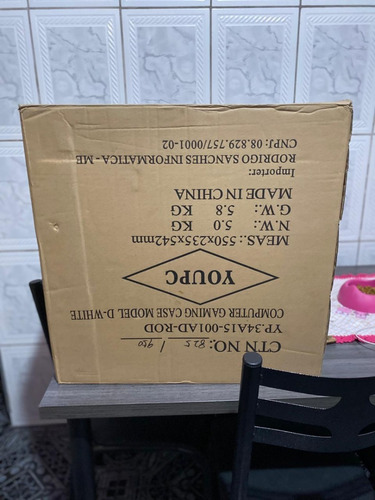 CTN NO: 825 / 950
YP.34415-001AD-ROD
COMPUTER GAMING CASE MODEL D-WHITE
YOUPC
MEAS.: 550x235x542mm
N.W.: 5.0 KG
G.W.: 5.8 KG
MADE IN CHINA
Importer:
RODRIGO SANCHES INFORMATICA - ME
CNPJ: 08.829.757/0001-02